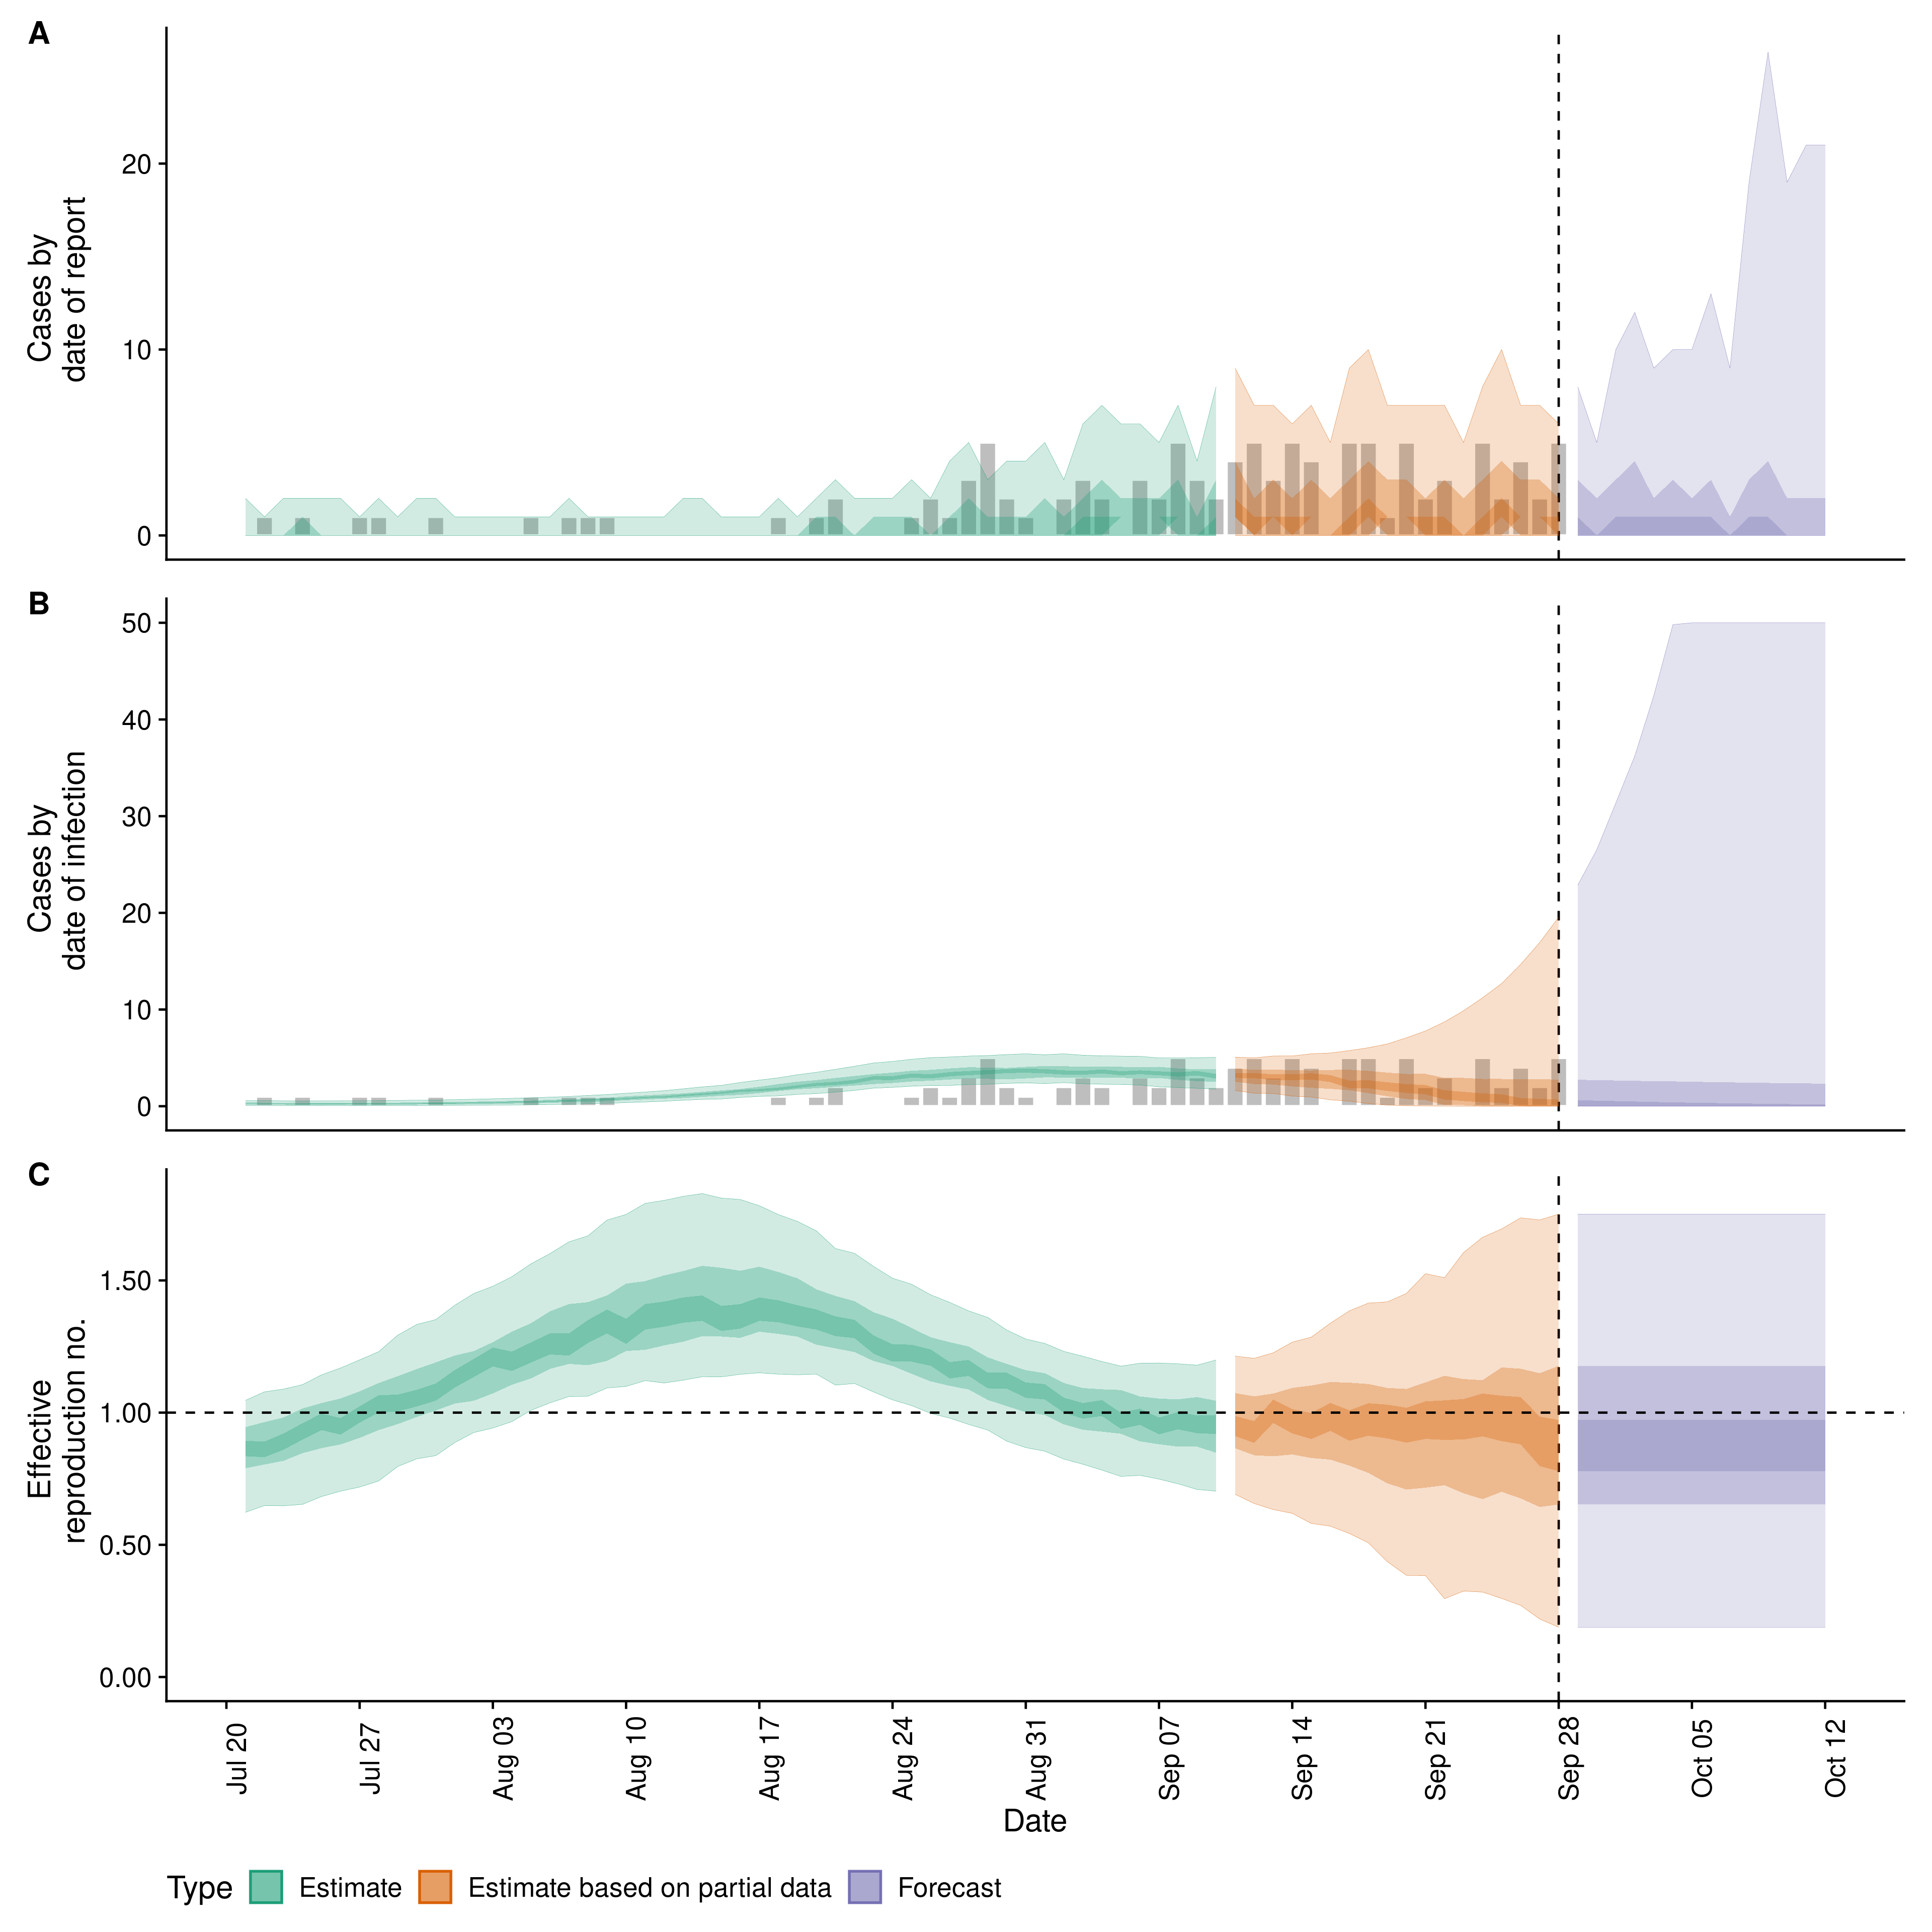 A
Cases by
date of report
20
10
0
B
Cases by
date of infection
50
40
30
20
10
0
C
Effective
reproduction no.
1.50
1.00
0.50
0.00
Jul 20
Jul 27
Aug 03
Aug 10
Aug 17
Aug 24
Aug 31
Sep 07
Sep 14
Sep 21
Sep 28
Oct 05
Oct 12
Date
Type
Estimate
Estimate based on partial data
Forecast